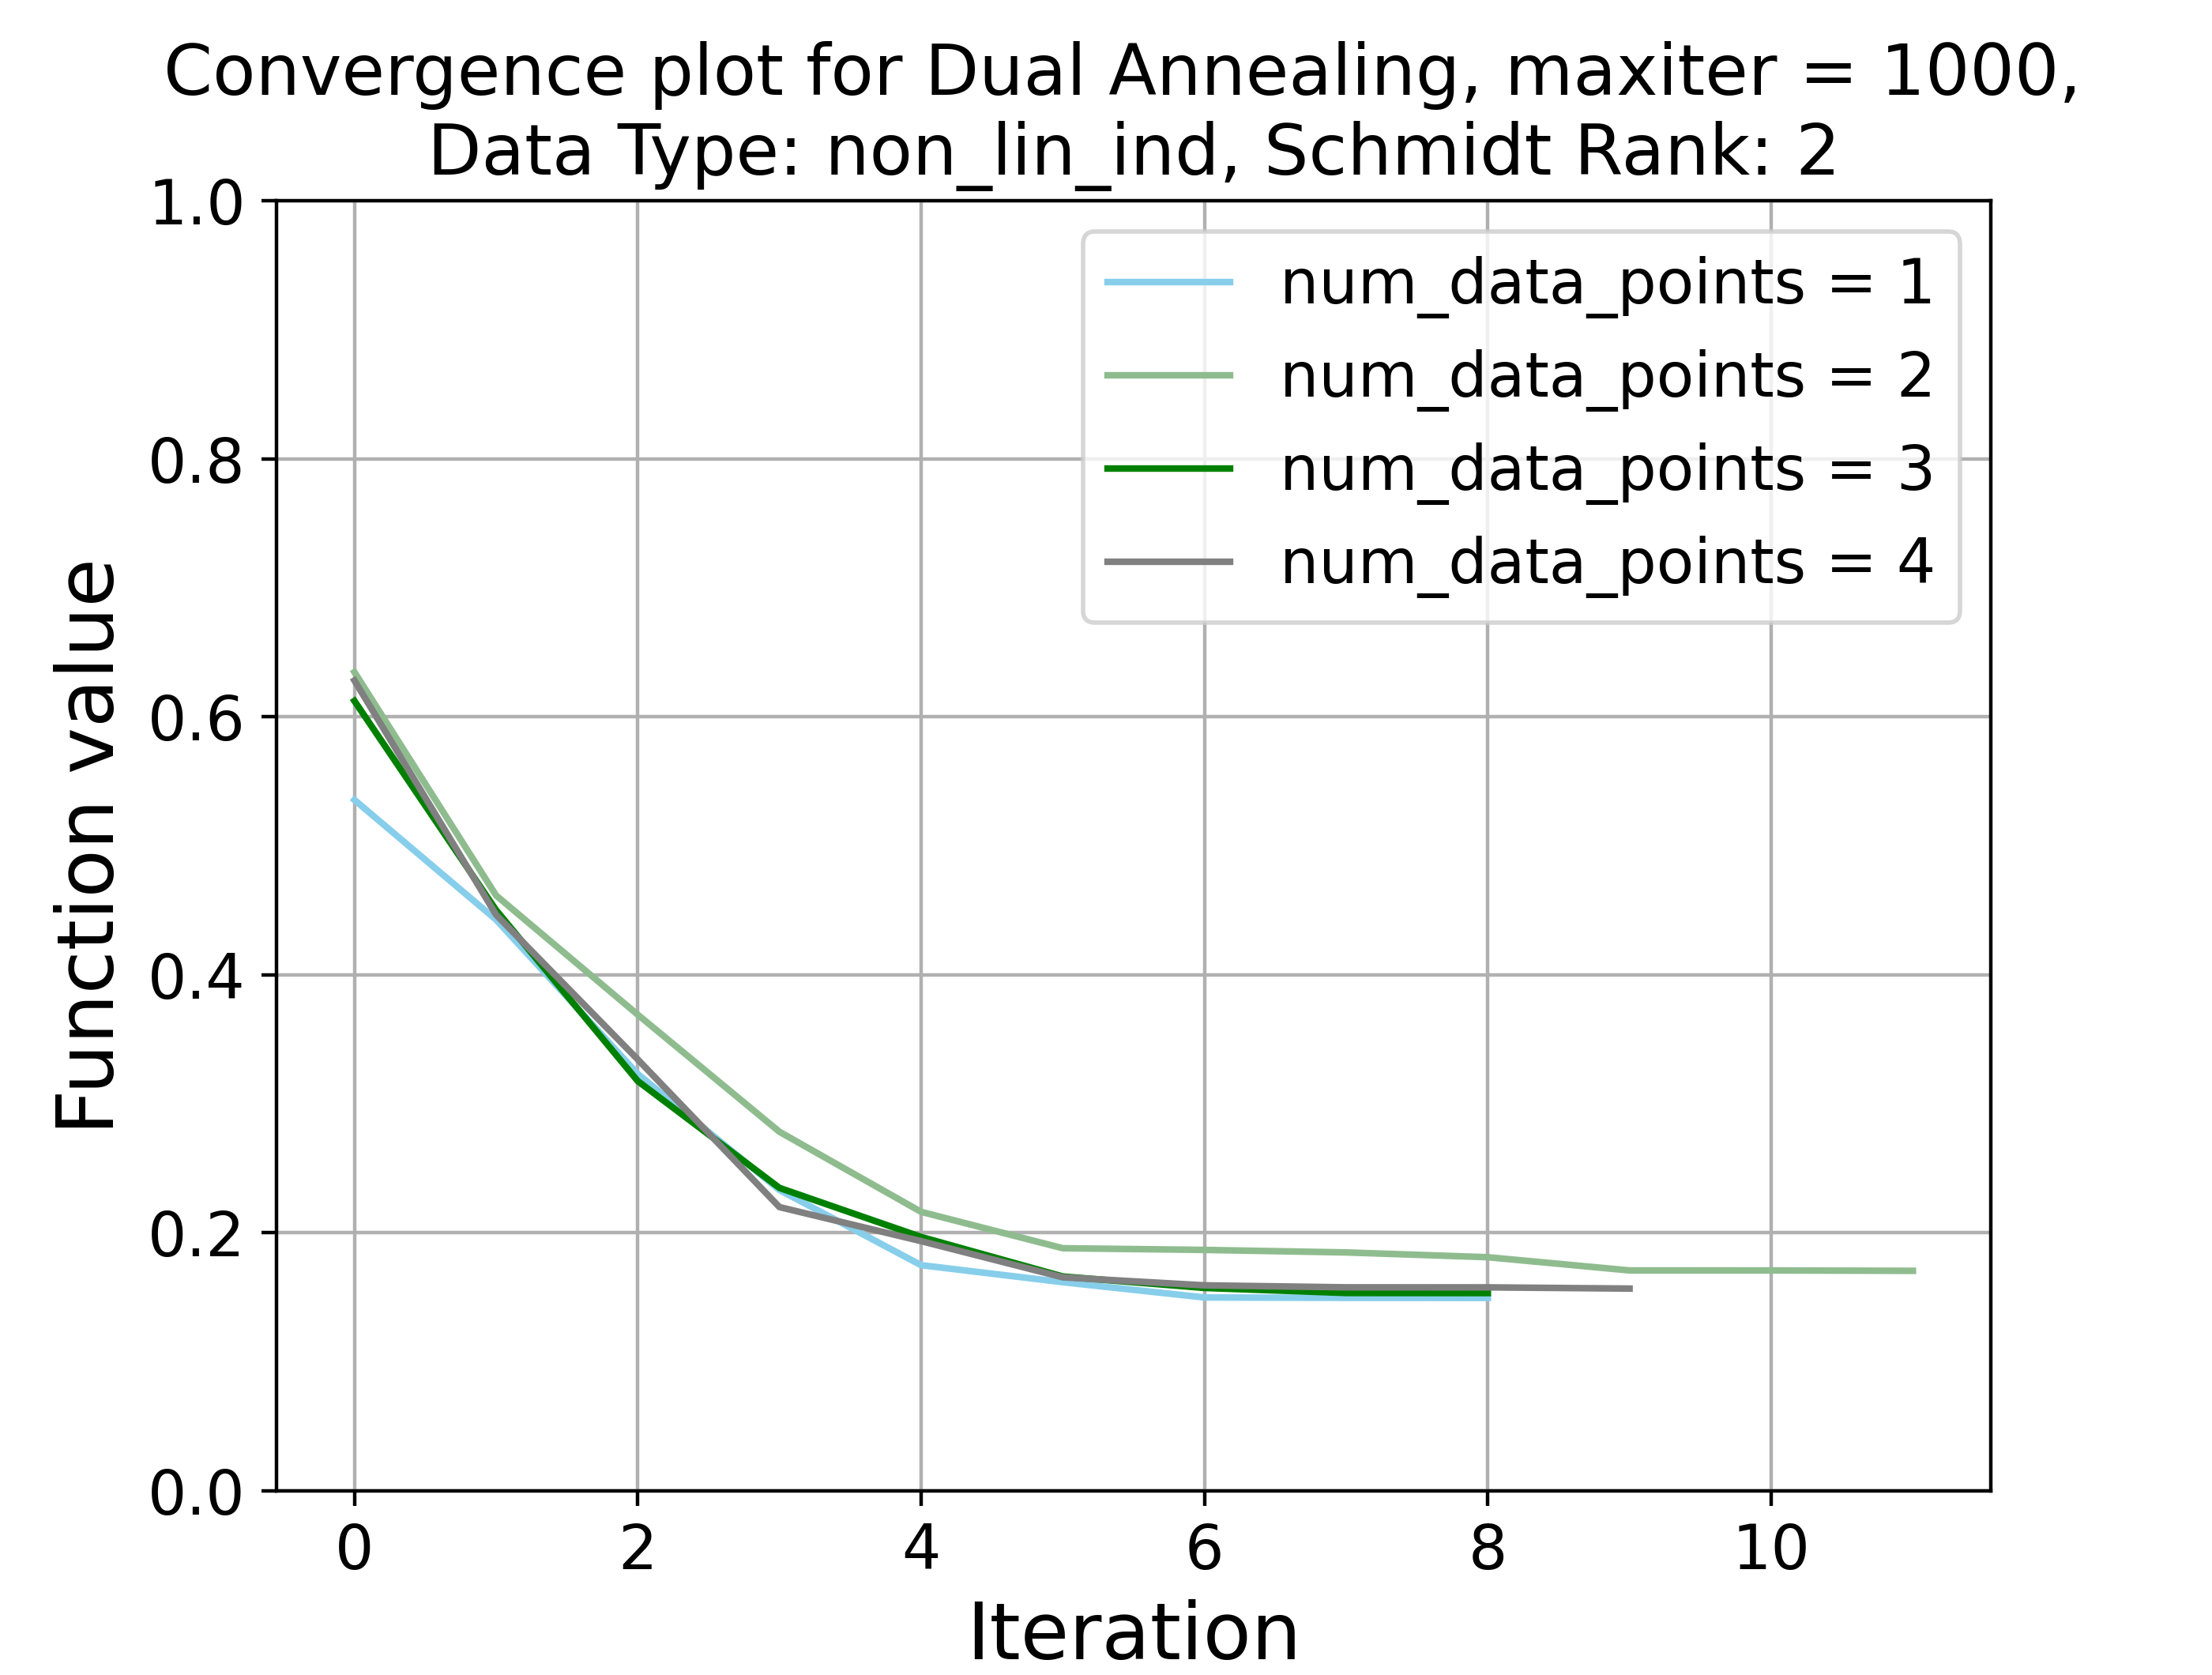 Convergence plot for Dual Annealing, maxiter = 1000,
Data Type: non_lin_ind, Schmidt Rank: 2
num_data_points = 1
num_data_points = 2
num_data_points = 3
num_data_points = 4
Function value
1.0
0.8
0.6
0.4
0.2
0.0
0 2 4 6 8 10
Iteration